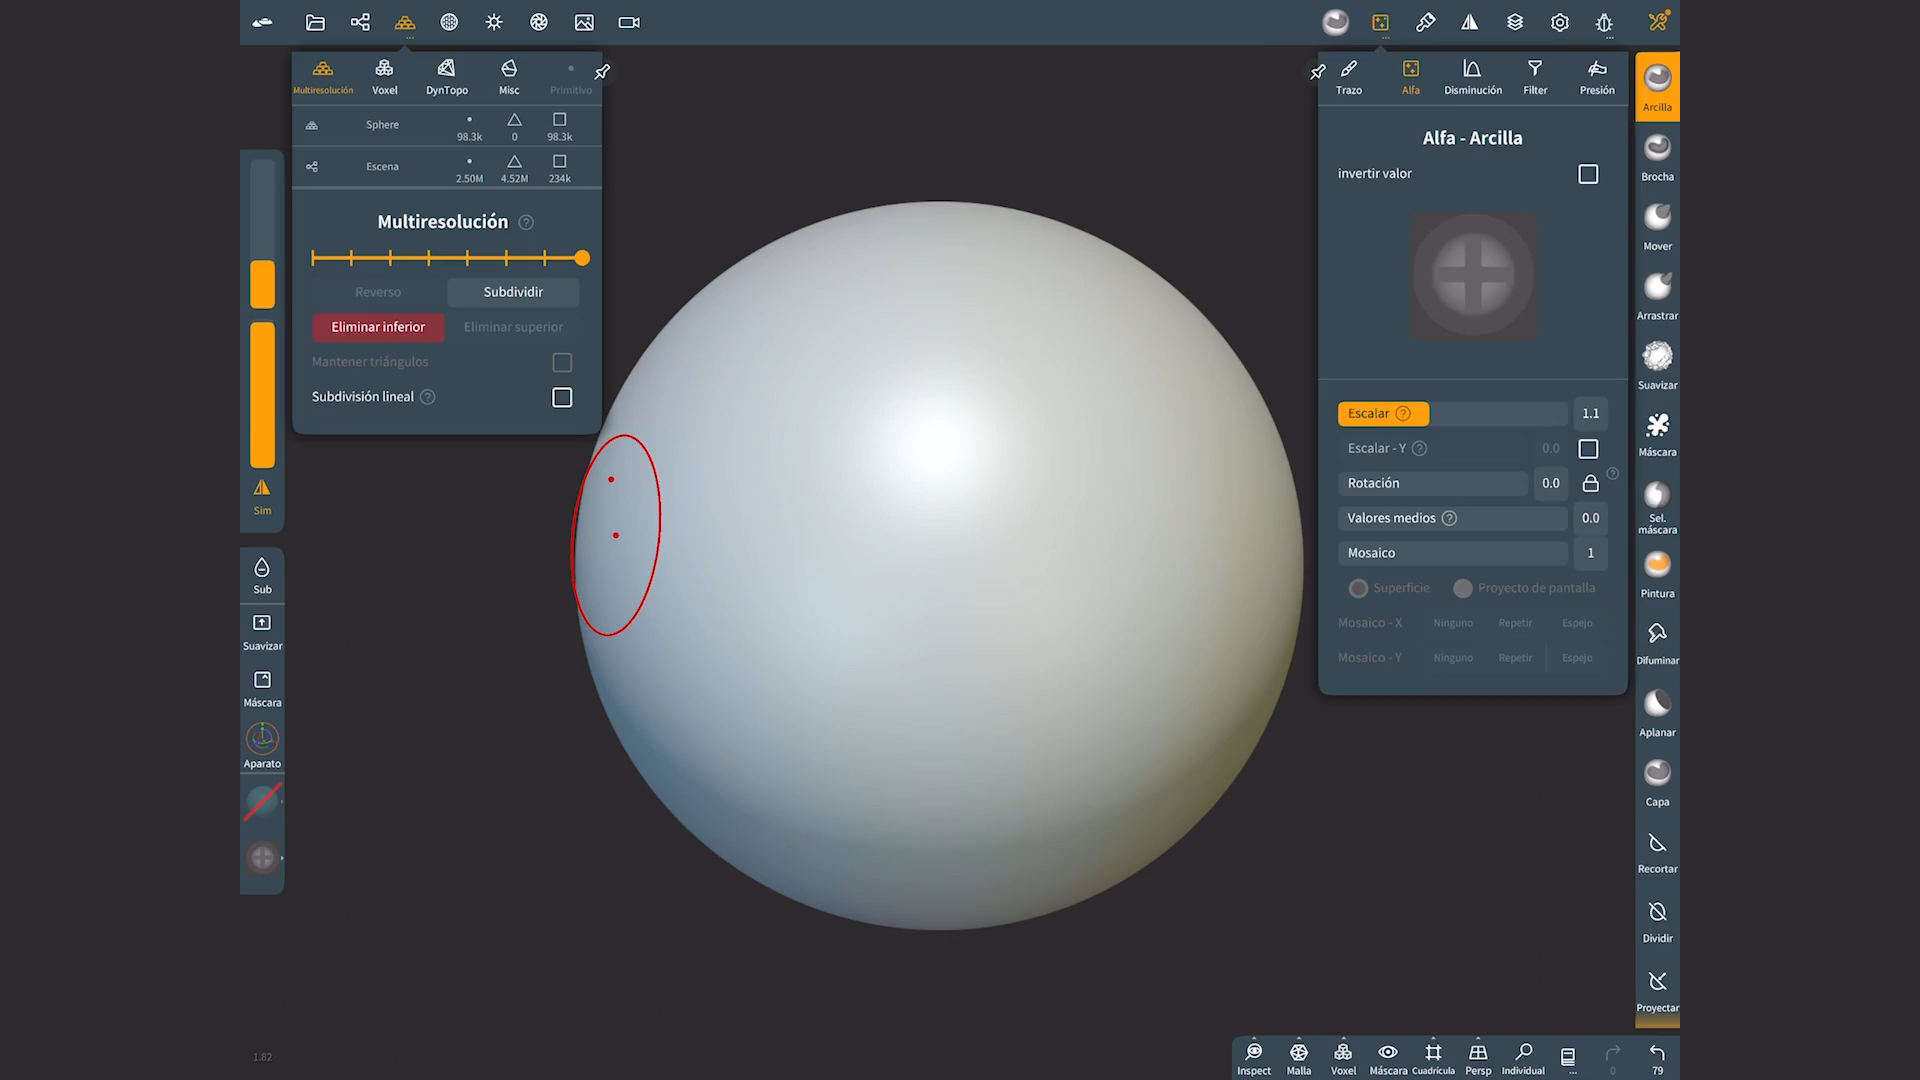 Multiresolución
Voxel
DynTopo
Misc
Primitivo
Sphere
98.3k
0
98.3k
Escena
2.50M
4.52M
234k
Multiresolución ?
Reverso
Subdividir
Eliminar inferior
Eliminar superior
Mantener triángulos
Subdivisión lineal ?
Sim
Sub
Suavizar
Máscara
Aparato
1.82
Trazo
Alfa
Disminución
Filter
Presión
Alfa - Arcilla
invertir valor
Escalar ? 1.1
Escalar - Y ? 0.0
Rotación 0.0 ?
Valores medios ? 0.0
Mosaico 1
Superficie Proyecto de pantalla
Mosaico - X Ninguno Repetir Espejo
Mosaico - Y Ninguno Repetir Espejo
Arcilla
Brocha
Mover
Arrastrar
Suavizar
Máscara
Sel.
máscara
Pintura
Difuminar
Aplanar
Capa
Recortar
Dividir
Proyectar
Inspect
Malla
Voxel
Máscara
Cuadrícula
Persp
Individual
...
0
79